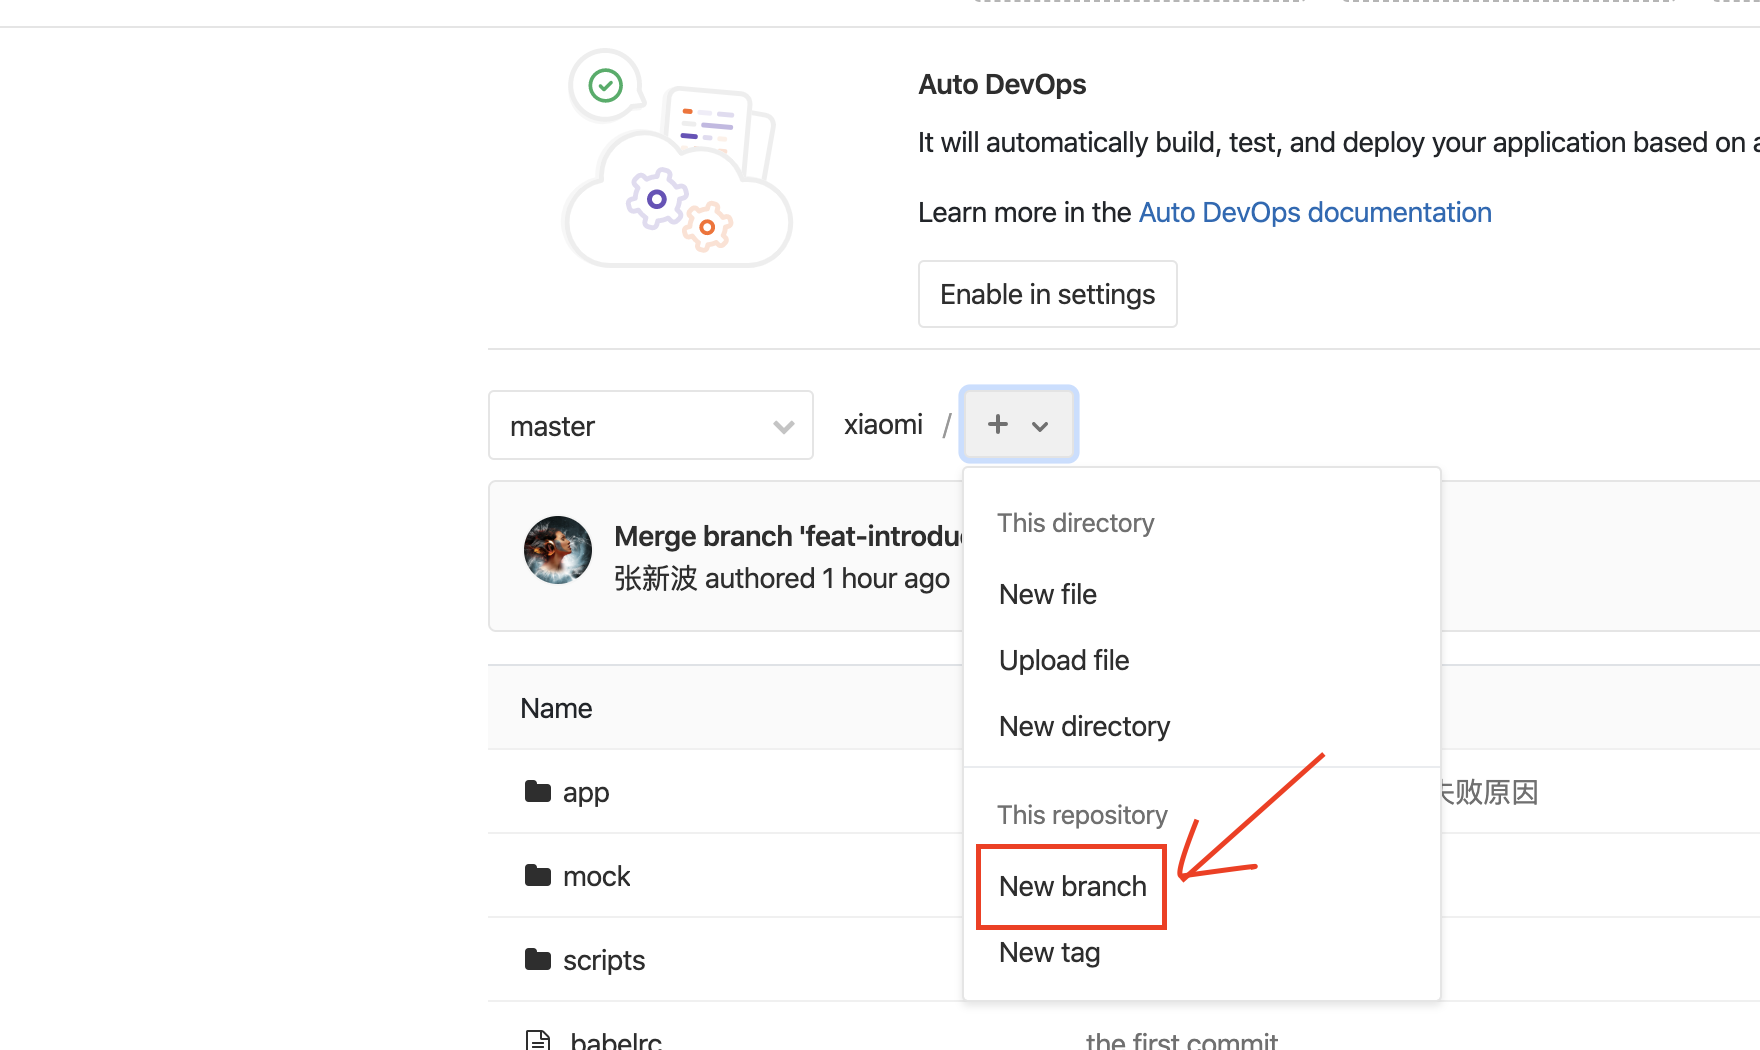 Auto DevOps
It will automatically build, test, and deploy your application based on
Learn more in the Auto DevOps documentation
Enable in settings
master
xiaomi /
Merge branch 'feat-introdu
张新波 authored 1 hour ago
This directory
New file
Upload file
New directory
This repository
New branch
New tag
Name
app
败原因
mock
scripts
babelrc
the first commit